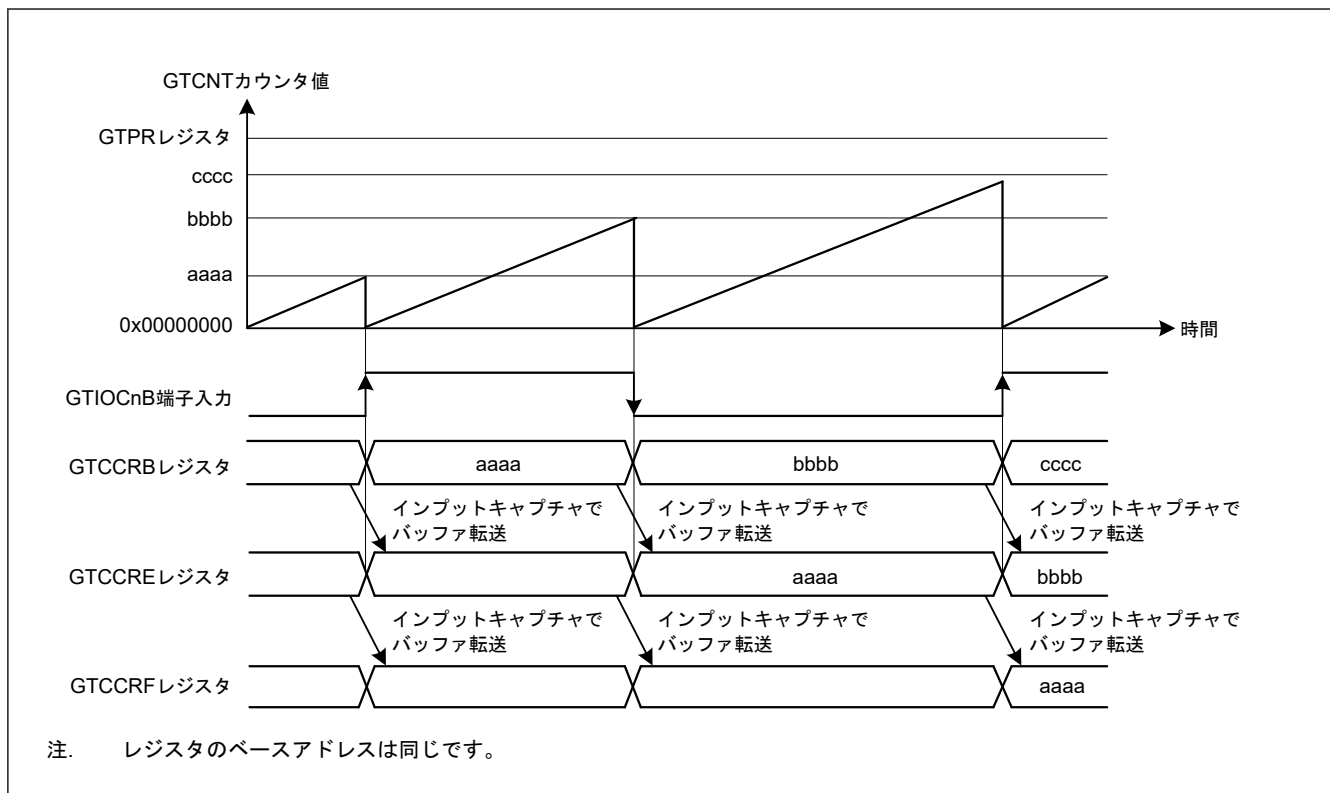 GTCNTカウンタ値
GTPRレジスタ
cccc
bbbb
aaaa
0x00000000
時間
GTIOCnB端子入力
GTCCRBレジスタ
aaaa
bbbb
cccc
インプットキャプチャで
バッファ転送
インプットキャプチャで
バッファ転送
インプットキャプチャで
バッファ転送
GTCCREレジスタ
aaaa
bbbb
インプットキャプチャで
バッファ転送
インプットキャプチャで
バッファ転送
インプットキャプチャで
バッファ転送
GTCCRFレジスタ
aaaa
注. レジスタのベースアドレスは同じです。